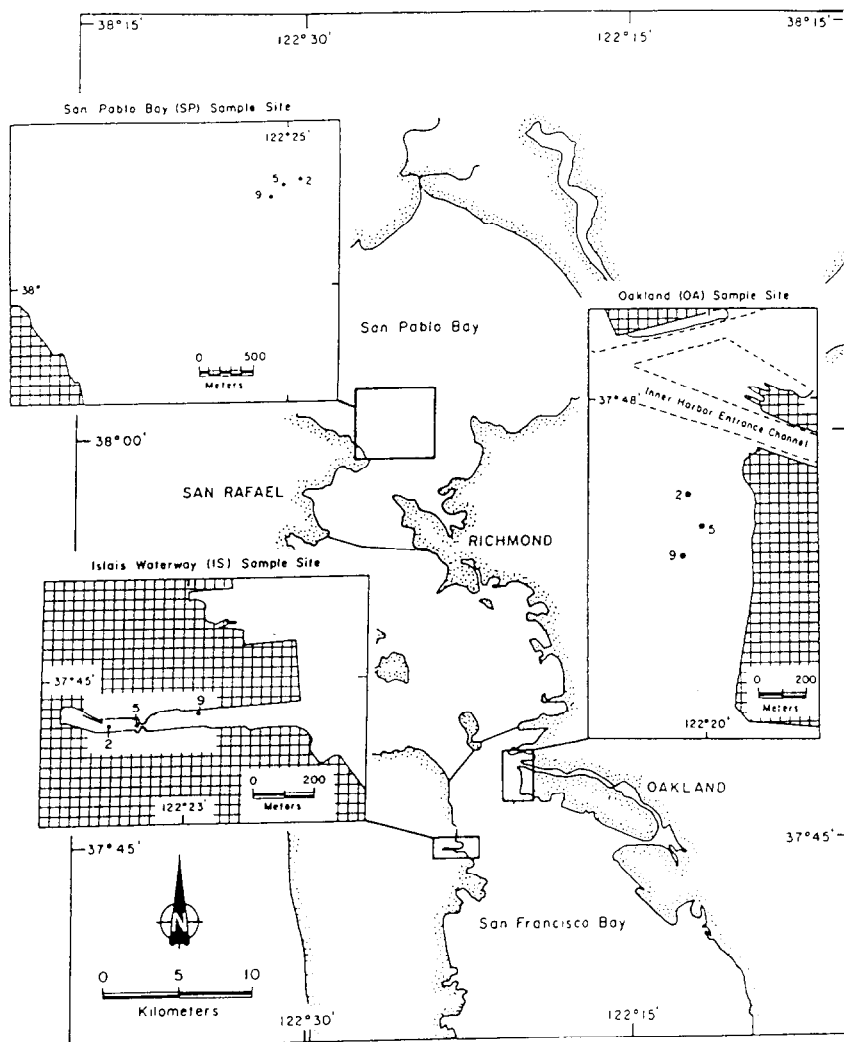 38°15'
122°30'
122°15'
38°15'
San Pablo Bay (SP) Sample Site
122°25'
5
2
9
38°
0 500
Meters
San Pablo Bay
Oakland (OA) Sample Site
37°48'
Inner Harbor Entrance Channel
2
5
9
0 200
Meters
122°20'
38°00'
SAN RAFAEL
RICHMOND
Islais Waterway (IS) Sample Site
37°45'
5
9
2
0 200
Meters
122°23'
OAKLAND
37°45'
37°45'
N
San Francisco Bay
0 5 10
Kilometers
122°30'
122°15'